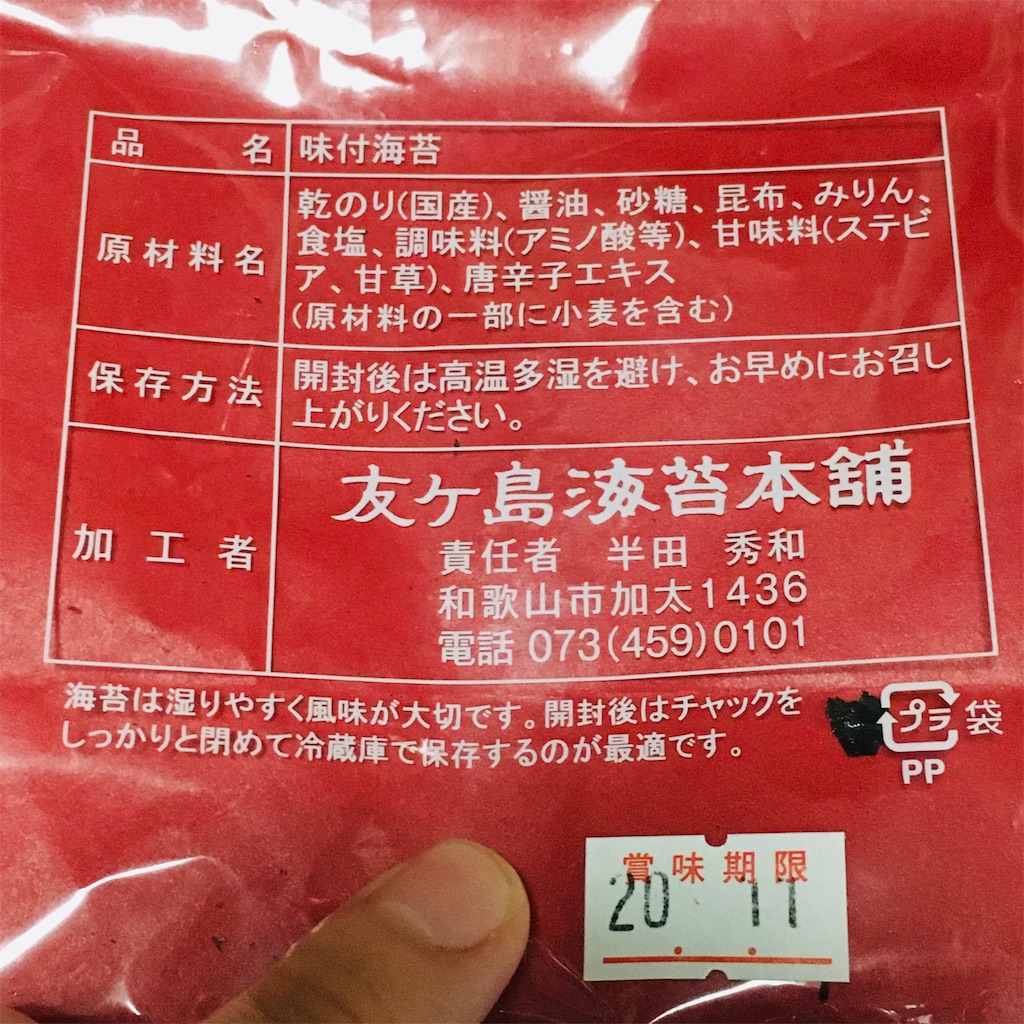 品名 味付海苔
原材料名 乾のり(国産)、醤油、砂糖、昆布、みりん、
食塩、調味料(アミノ酸等)、甘味料(ステビ
ア、甘草)、唐辛子エキス
(原材料の一部に小麦を含む)
保存方法 開封後は高温多湿を避け、お早めにお召し
上がりください。
加工者 友ケ島海苔本舗
責任者 半田 秀和
和歌山市加太1436
電話 073(459)0101
海苔は湿りやすく風味が大切です。開封後はチャックを
しっかりと閉めて冷蔵庫で保存するのが最適です。
プラ 袋
PP
賞味期限
20 11